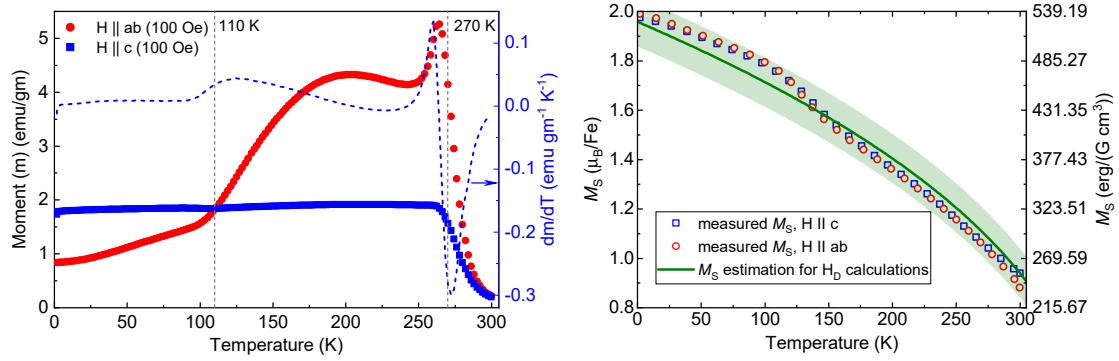 H || ab (100 Oe)
H || c (100 Oe)
110 K
270 K
5
4
3
2
1
0
Moment (m) (emu/gm)
0.1
0.0
-0.1
-0.2
-0.3
dm/dT (emu gm⁻¹ K⁻¹)
0 50 100 150 200 250 300
Temperature (K)
2.0
1.8
1.6
1.4
1.2
1.0
0.8
M_S (μ_B/Fe)
539.19
485.27
431.35
377.43
323.51
269.59
215.67
M_S (erg/(G cm³))
measured M_S, H II c
measured M_S, H II ab
M_S estimation for H_D calculations
0 50 100 150 200 250 300
Temperature (K)